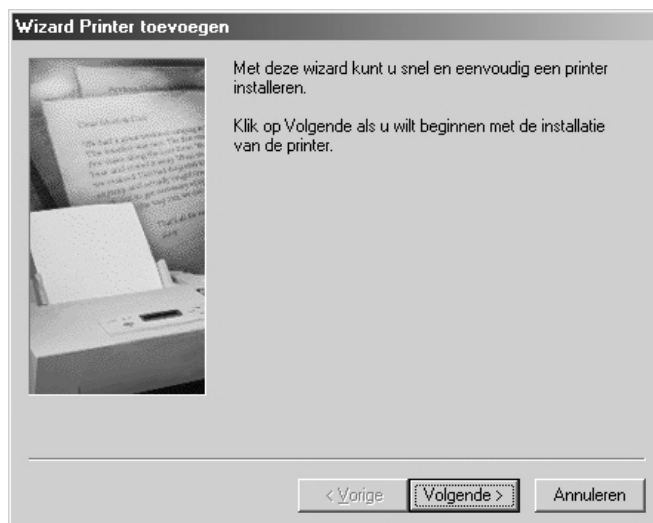 Wizard Printer toevoegen
Met deze wizard kunt u snel en eenvoudig een printer
installeren.
Klik op Volgende als u wilt beginnen met de installatie
van de printer.
< Vorige
Volgende >
Annuleren